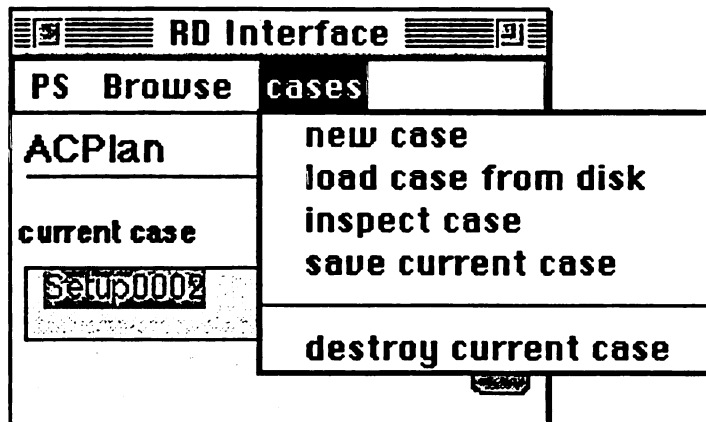 RD Interface
PS Browse cases
ACPlan
new case
load case from disk
inspect case
save current case
destroy current case
current case
Setup0002